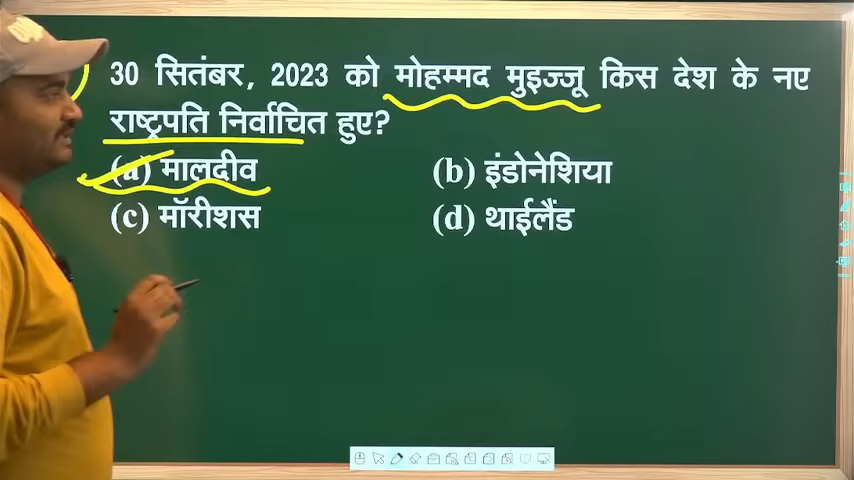 30 सितंबर, 2023 को मोहम्मद मुइज्जू किस देश के नए
राष्ट्रपति निर्वाचित हुए?
(a) मालदीव (b) इंडोनेशिया
(c) मॉरीशस (d) थाईलैंड